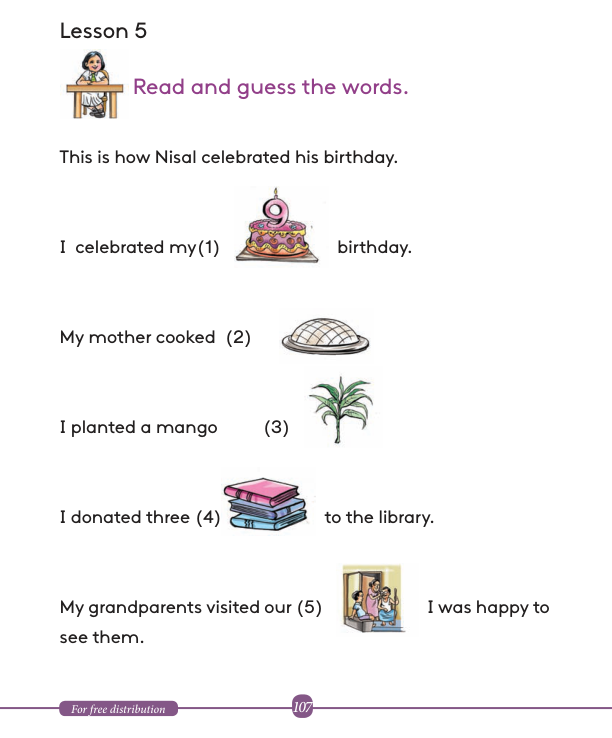 Lesson 5
Read and guess the words.
This is how Nisal celebrated his birthday.
I celebrated my(1) 9 birthday.
My mother cooked (2)
I planted a mango (3)
I donated three (4) to the library.
My grandparents visited our (5) I was happy to
see them.
For free distribution
107